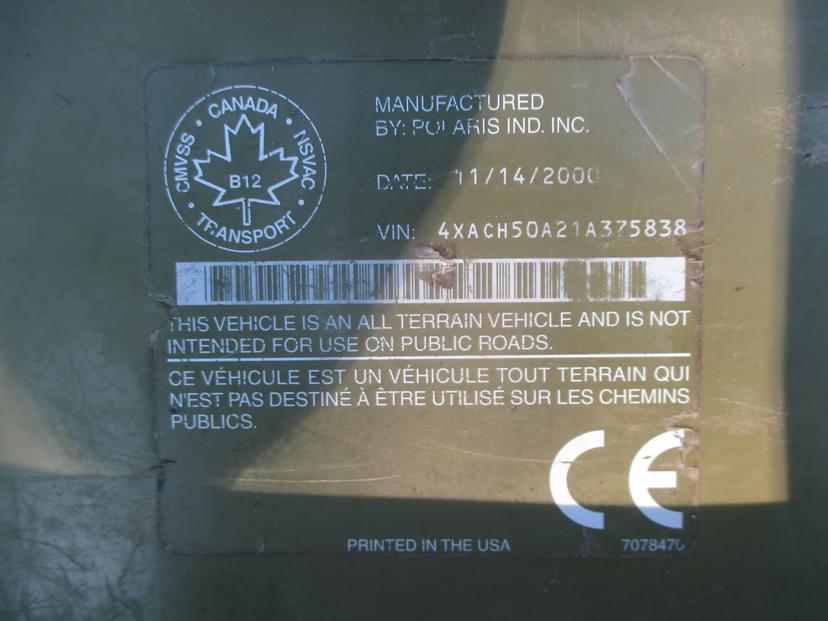 CANADA
CMVSS
NSVAC
B12
TRANSPORT
MANUFACTURED
BY: POLARIS IND. INC.
DATE: 11/14/2000
VIN: 4XACH50A21A375838
THIS VEHICLE IS AN ALL TERRAIN VEHICLE AND IS NOT
INTENDED FOR USE ON PUBLIC ROADS.
CE VÉHICULE EST UN VÉHICULE TOUT TERRAIN QUI
N'EST PAS DESTINÉ À ÊTRE UTILISÉ SUR LES CHEMINS
PUBLICS.
CE
PRINTED IN THE USA
7078470